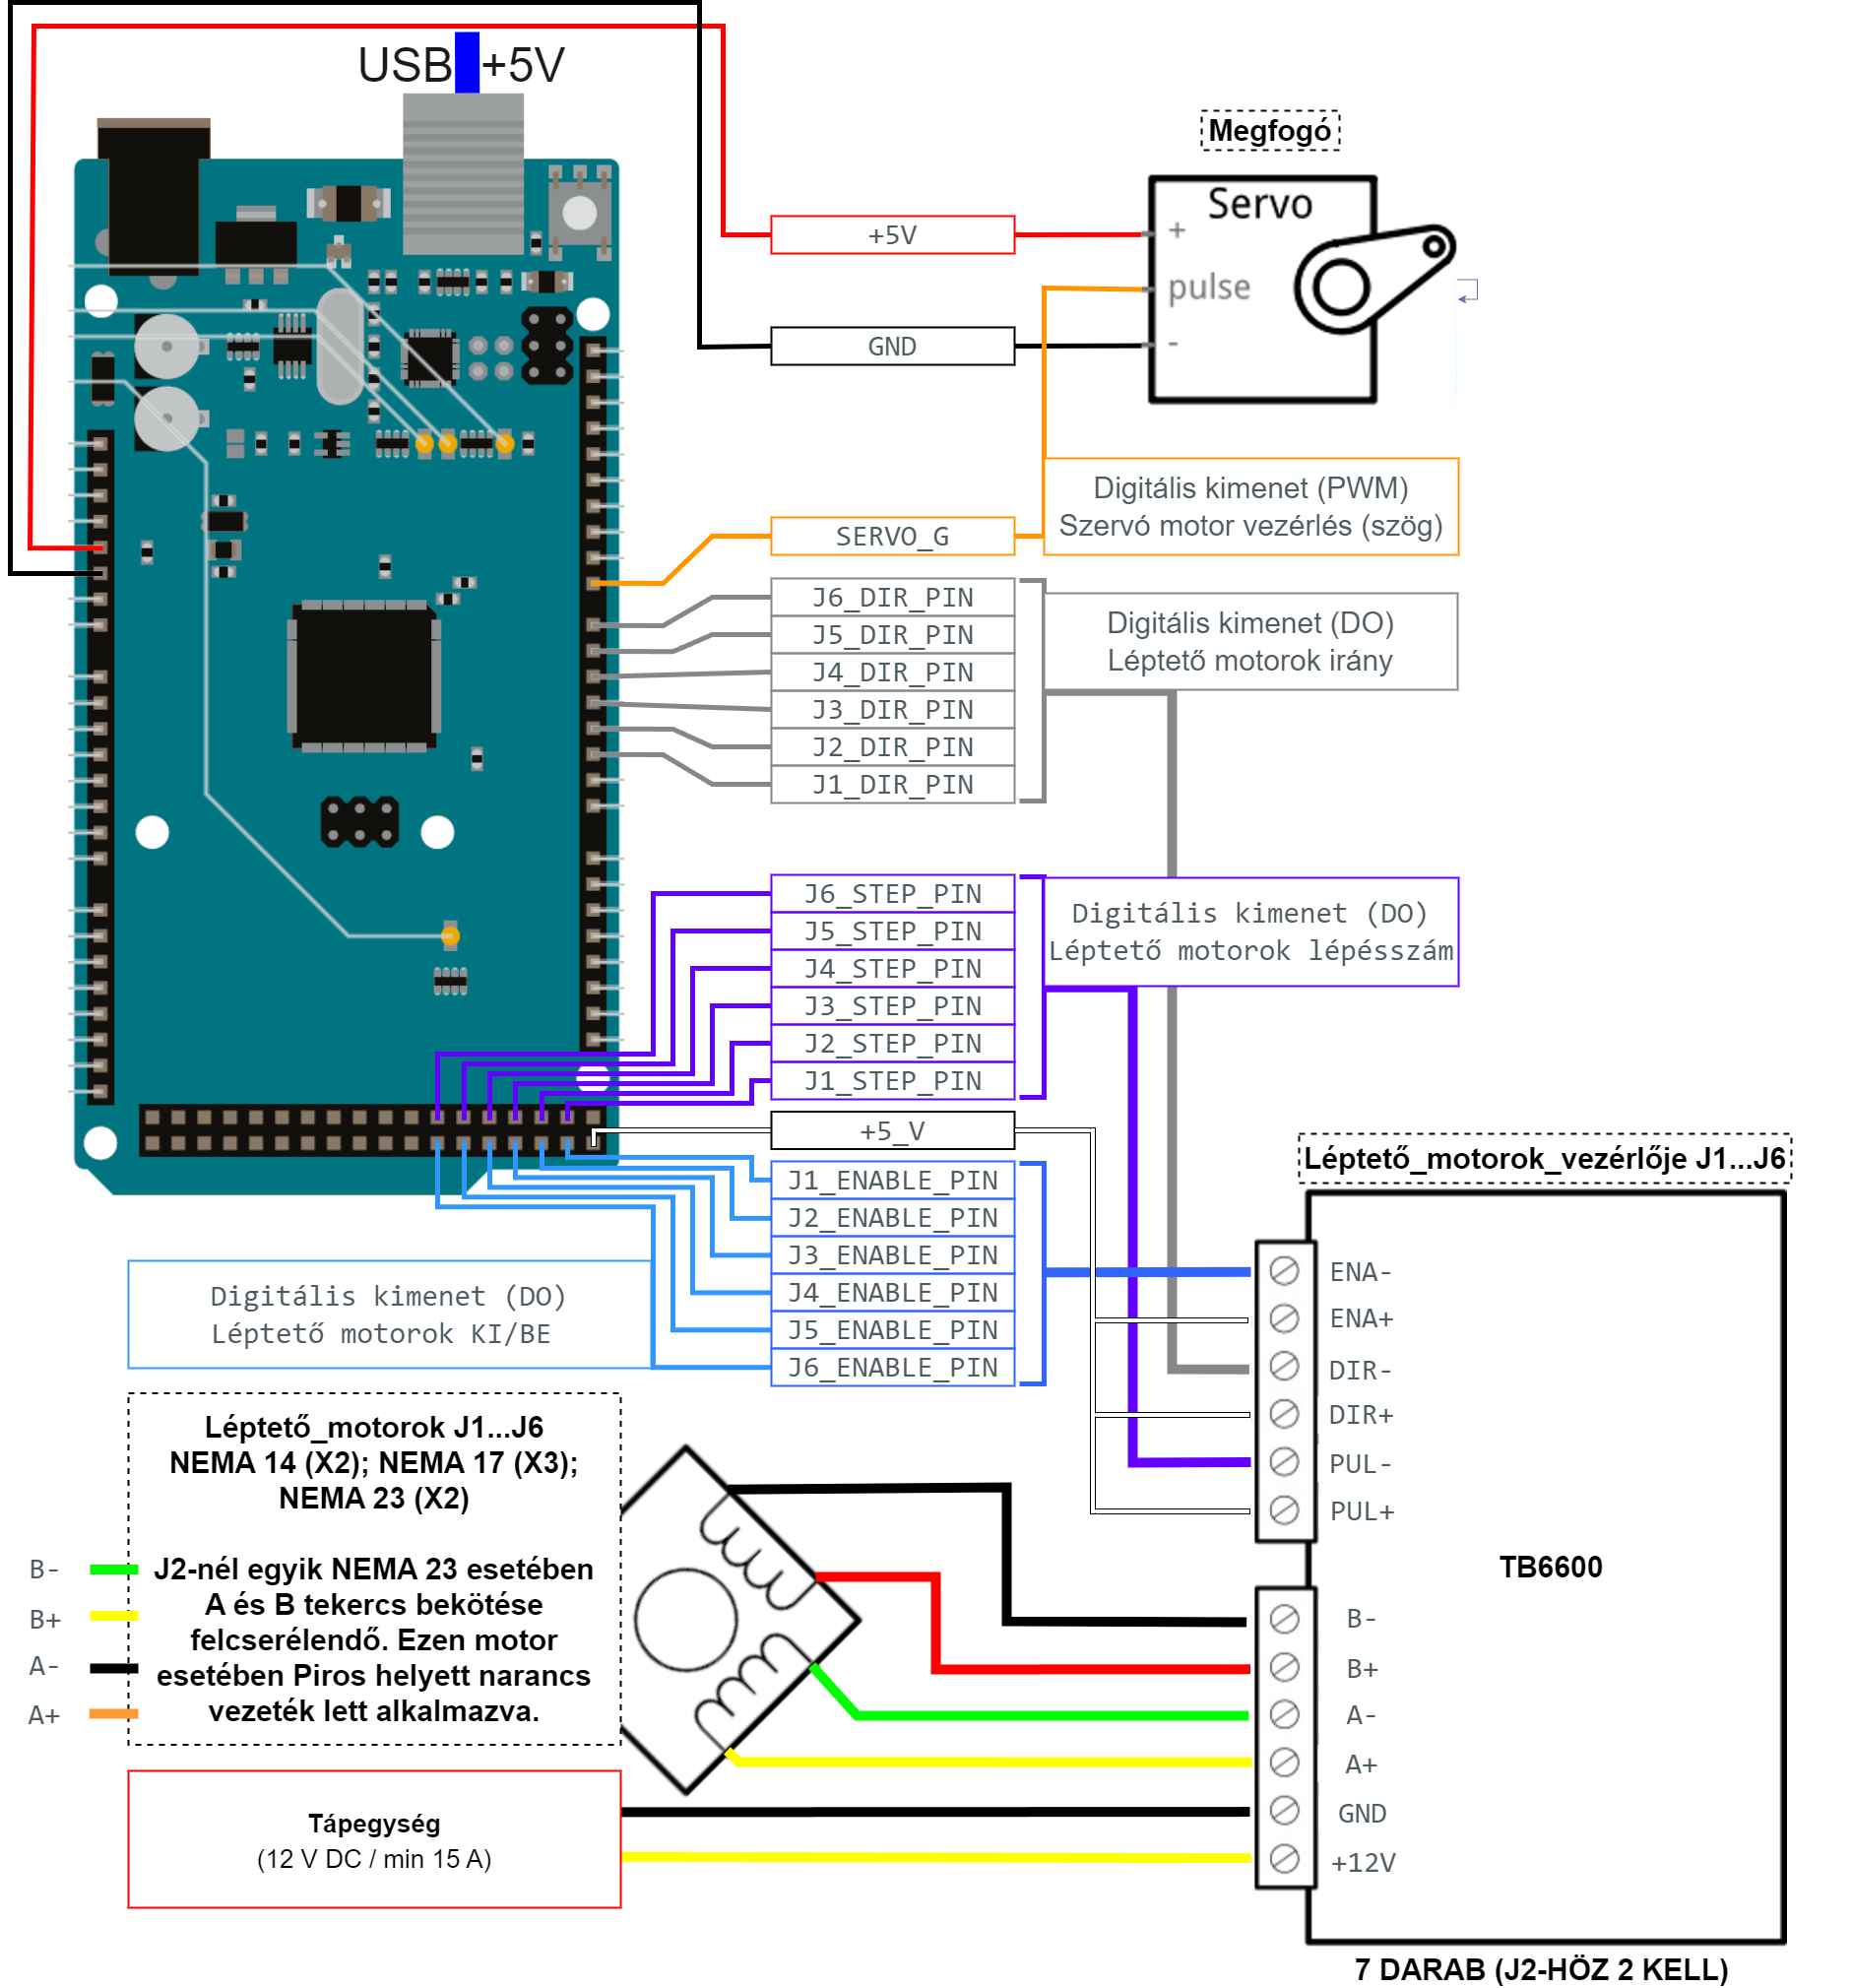 USB +5V
Megfogó
Servo
+
pulse
-
+5V
GND
SERVO_G
Digitális kimenet (PWM)
Szervó motor vezérlés (szög)
J6_DIR_PIN
J5_DIR_PIN
J4_DIR_PIN
J3_DIR_PIN
J2_DIR_PIN
J1_DIR_PIN
Digitális kimenet (DO)
Léptető motorok irány
J6_STEP_PIN
J5_STEP_PIN
J4_STEP_PIN
J3_STEP_PIN
J2_STEP_PIN
J1_STEP_PIN
Digitális kimenet (DO)
Léptető motorok lépésszám
+5_V
J1_ENABLE_PIN
J2_ENABLE_PIN
J3_ENABLE_PIN
J4_ENABLE_PIN
J5_ENABLE_PIN
J6_ENABLE_PIN
Digitális kimenet (DO)
Léptető motorok KI/BE
Léptető_motorok_vezérlője J1...J6
ENA-
ENA+
DIR-
DIR+
PUL-
PUL+
TB6600
B-
B+
A-
A+
GND
+12V
7 DARAB (J2-HÖZ 2 KELL)
Léptető_motorok J1...J6
NEMA 14 (X2); NEMA 17 (X3);
NEMA 23 (X2)
J2-nél egyik NEMA 23 esetében
A és B tekercs bekötése
felcserélendő. Ezen motor
esetében Piros helyett narancs
vezeték lett alkalmazva.
B-
B+
A-
A+
Tápegység
(12 V DC / min 15 A)